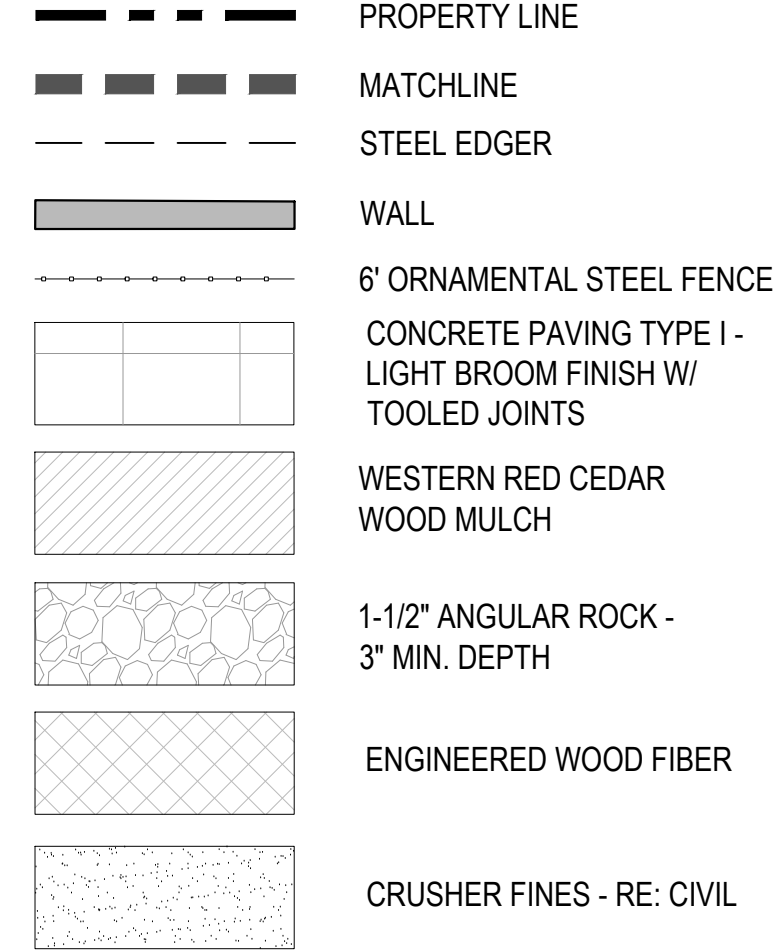 PROPERTY LINE
MATCHLINE
STEEL EDGER
WALL
6' ORNAMENTAL STEEL FENCE
CONCRETE PAVING TYPE I -
LIGHT BROOM FINISH W/
TOOLED JOINTS
WESTERN RED CEDAR
WOOD MULCH
1-1/2" ANGULAR ROCK -
3" MIN. DEPTH
ENGINEERED WOOD FIBER
CRUSHER FINES - RE: CIVIL